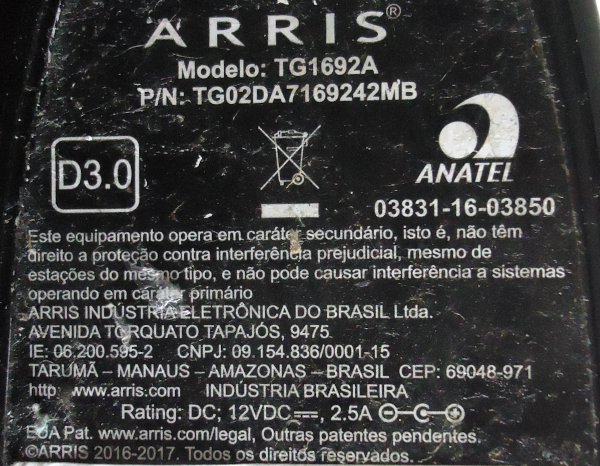 ARRIS®
Modelo: TG1692A
P/N: TG02DA7169242MB
D3.0
ANATEL
03831-16-03850
Este equipamento opera em caráter secundário, isto é, não têm
direito a proteção contra interferência prejudicial, mesmo de
estações do mesmo tipo, e não pode causar interferência a sistemas
operando em caráter primário
ARRIS INDÚSTRIA ELETRÔNICA DO BRASIL Ltda.
AVENIDA TORQUATO TAPAJÓS, 9475
IE: 06.200.595-2 CNPJ: 09.154.836/0001-15
TARUMÃ – MANAUS – AMAZONAS – BRASIL CEP: 69048-971
http www.arris.com INDÚSTRIA BRASILEIRA
Rating: DC; 12VDC⎓, 2.5A
EUA Pat. www.arris.com/legal, Outras patentes pendentes.
©ARRIS 2016-2017. Todos os direitos reservados.